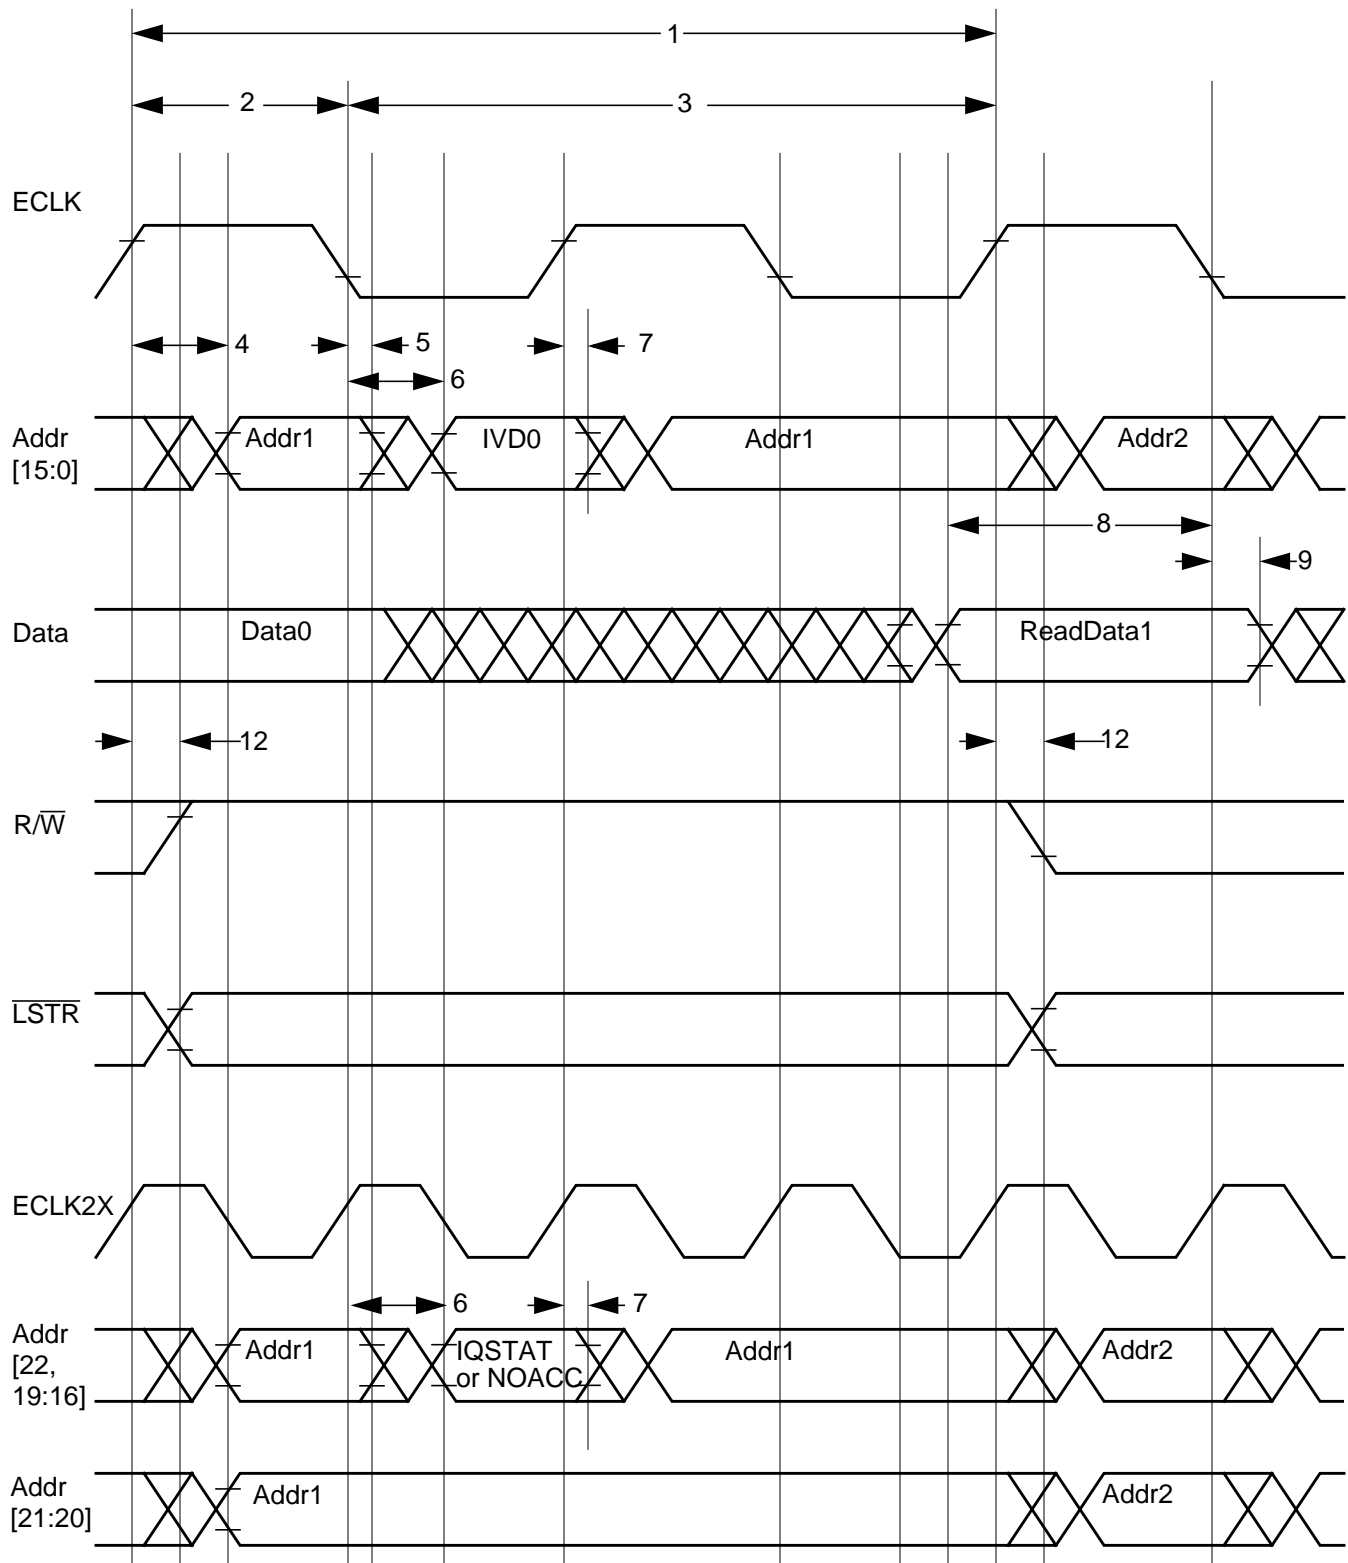 1
2
3
ECLK
4
5
7
6
Addr
[15:0]
Addr1
IVD0
Addr1
Addr2
8
9
Data
Data0
ReadData1
12
12
R/W̅
L̅S̅T̅R̅
ECLK2X
6
7
Addr
[22,
19:16]
Addr1
IQSTAT
or NOACC
Addr1
Addr2
Addr
[21:20]
Addr1
Addr2